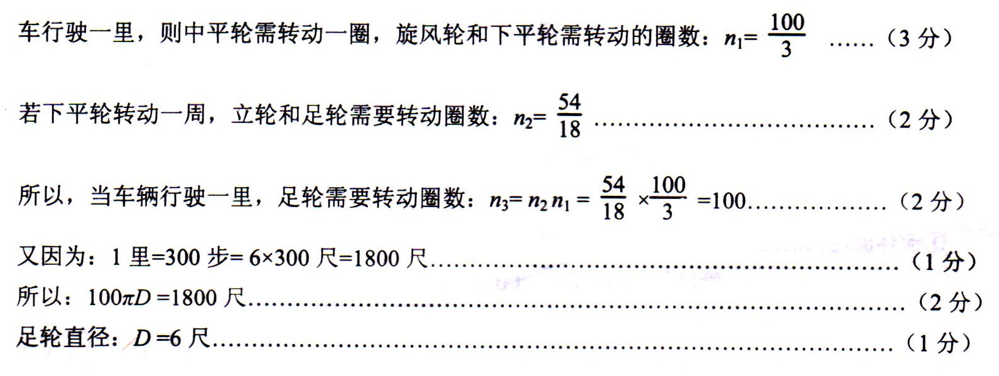 车行驶一里，则中平轮需转动一圈，旋风轮和下平轮需转动的圈数：n₁= 100/3 ......（3 分）
若下平轮转动一周，立轮和足轮需要转动圈数：n₂= 54/18 ....................................（2 分）
所以，当车辆行驶一里，足轮需要转动圈数：n₃= n₂ n₁ = 54/18 ×100/3 =100..................（2 分）
又因为：1 里=300 步= 6×300 尺=1800 尺............................................................（1 分）
所以：100πD =1800 尺...................................................................................（2 分）
足轮直径：D =6 尺.......................................................................................（1 分）